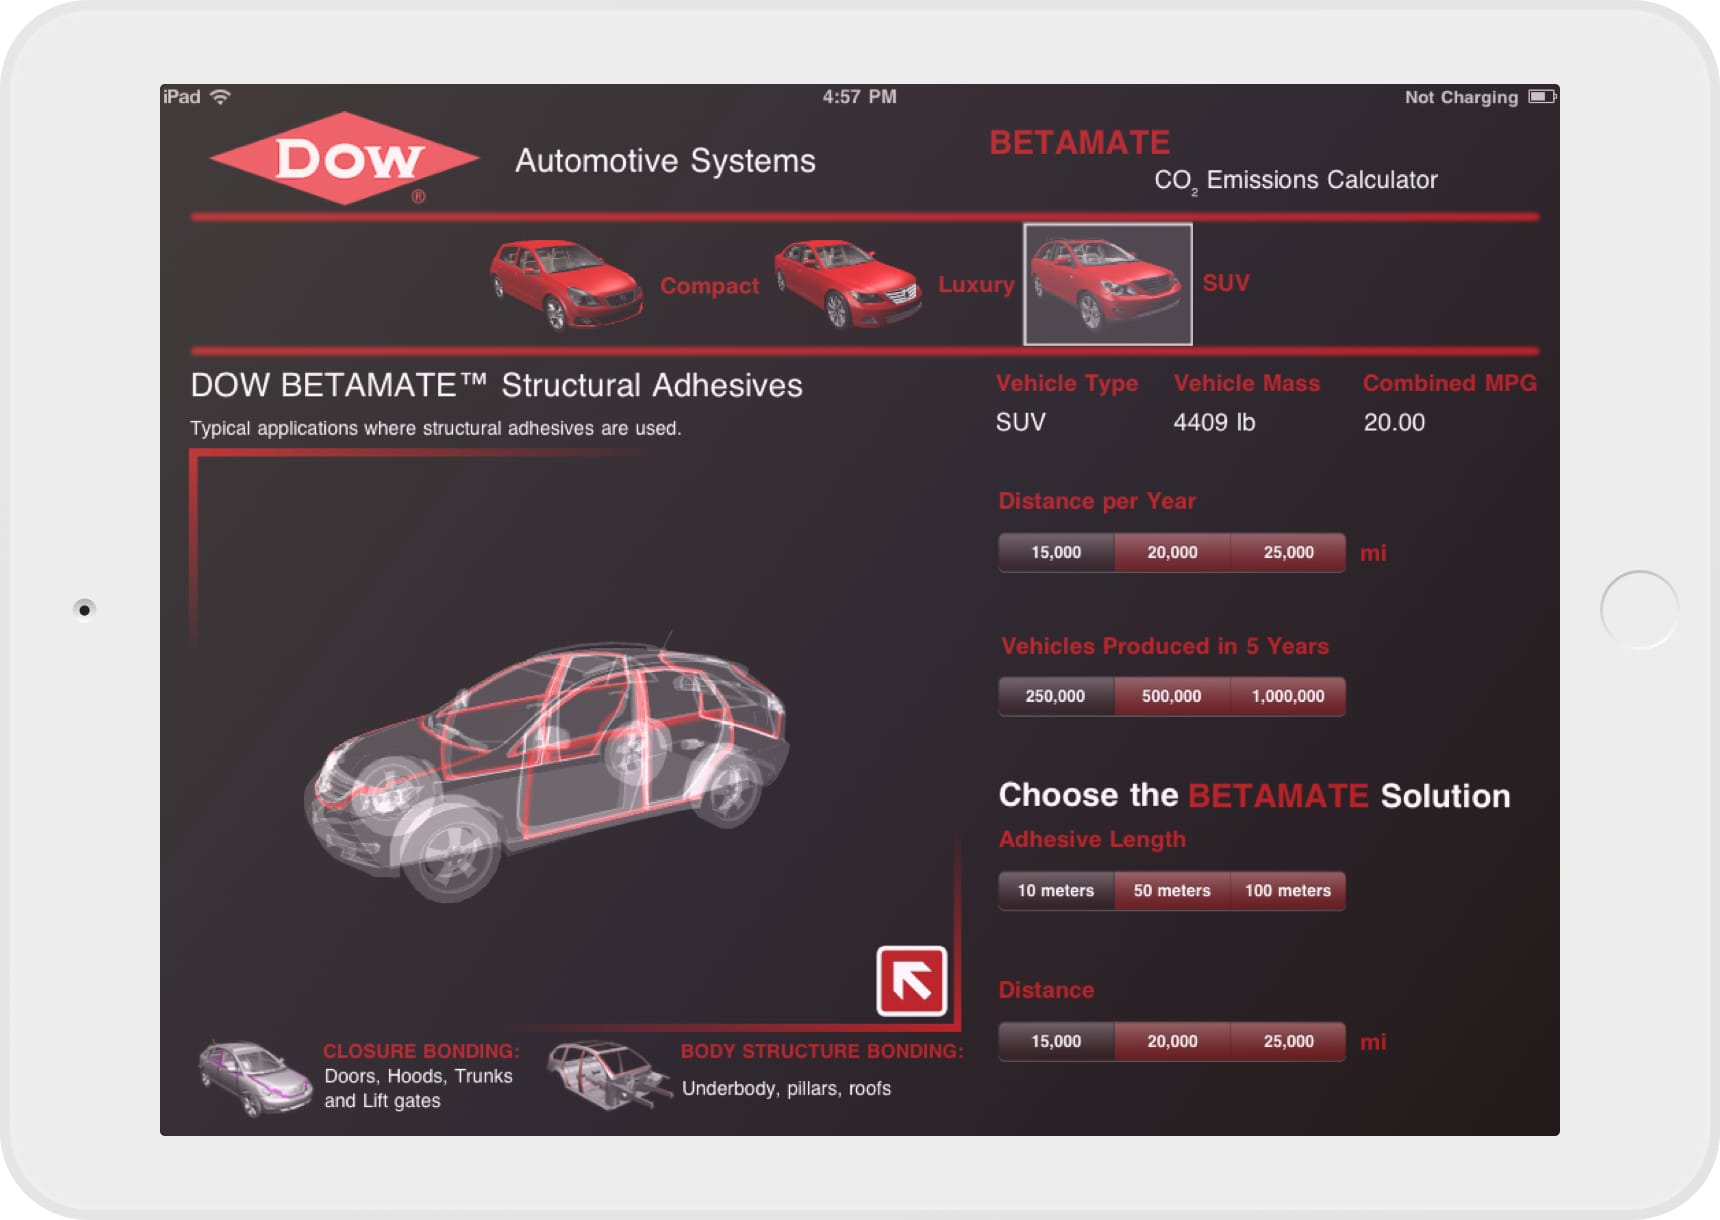 iPad
4:57 PM
Not Charging
DOW
®
Automotive Systems
BETAMATE
CO2 Emissions Calculator
Compact
Luxury
SUV
DOW BETAMATE™ Structural Adhesives
Typical applications where structural adhesives are used.
Vehicle Type Vehicle Mass Combined MPG
SUV 4409 lb 20.00
Distance per Year
15,000 20,000 25,000 mi
Vehicles Produced in 5 Years
250,000 500,000 1,000,000
Choose the BETAMATE Solution
Adhesive Length
10 meters 50 meters 100 meters
Distance
15,000 20,000 25,000 mi
CLOSURE BONDING:
Doors, Hoods, Trunks
and Lift gates
BODY STRUCTURE BONDING:
Underbody, pillars, roofs